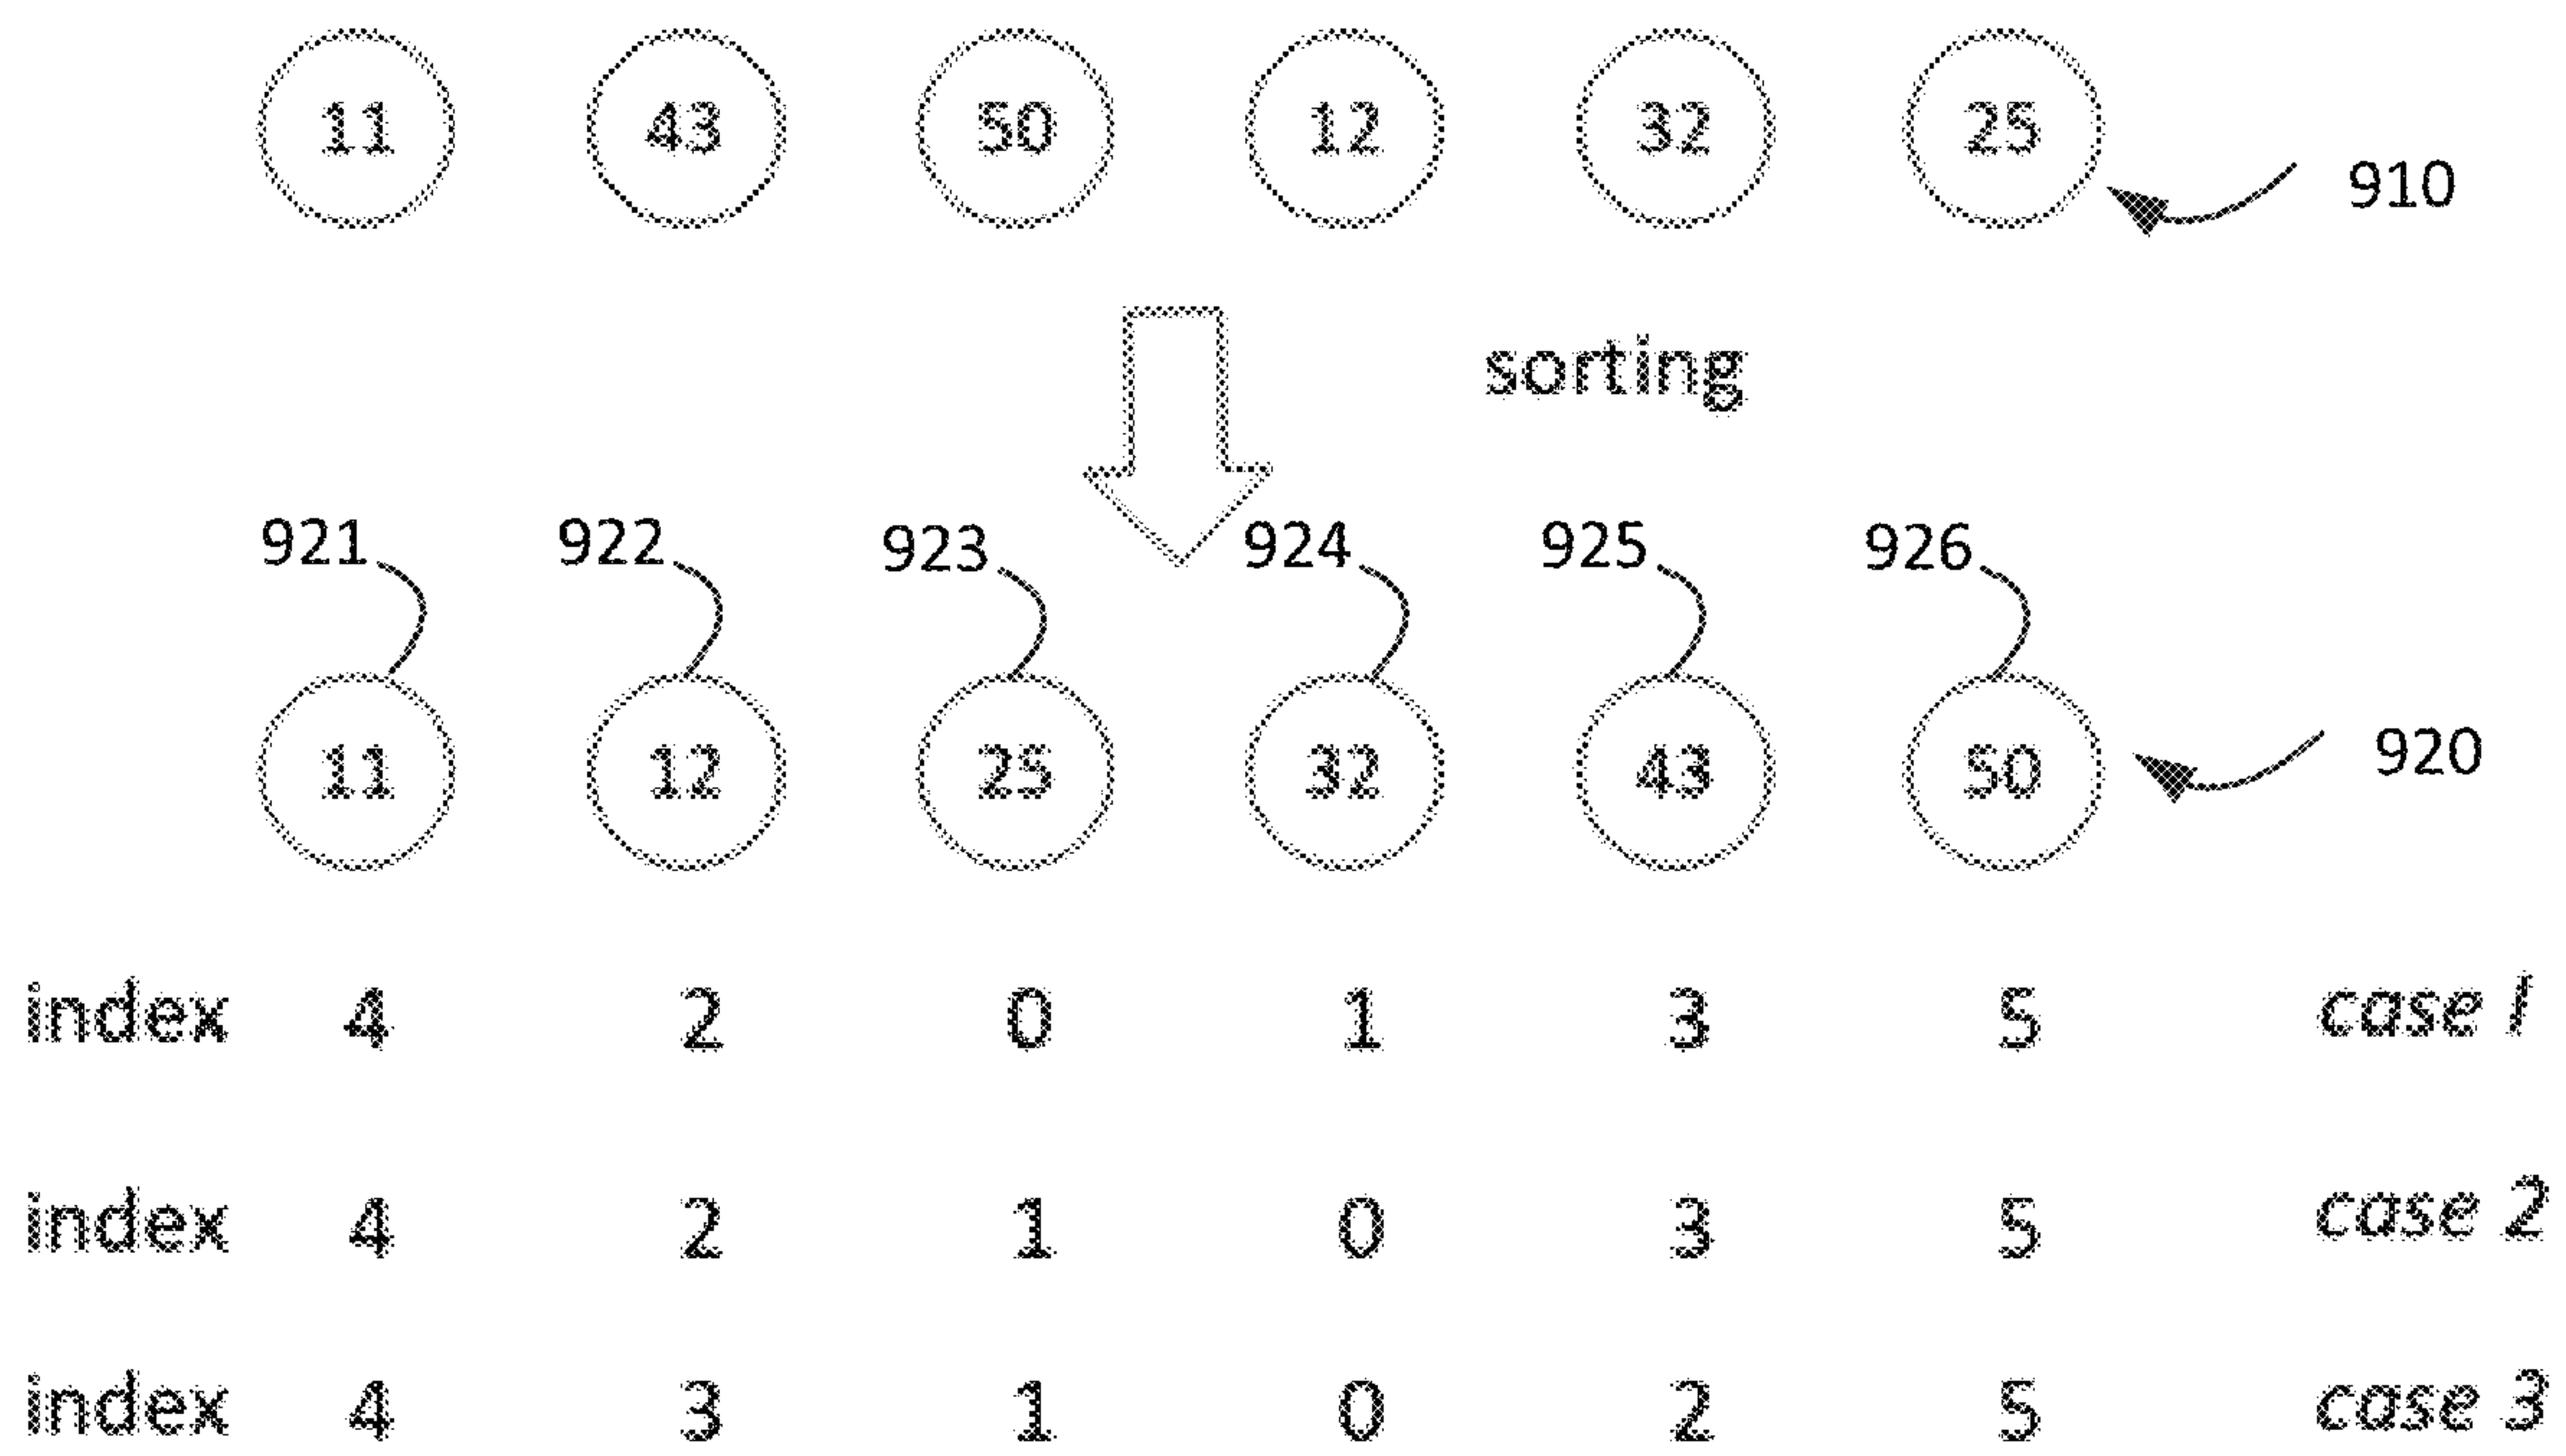 11 43 50 12 32 25
910
sorting
921 922 923 924 925 926
11 12 25 32 43 50
920
index 4 2 0 1 3 5 case 1
index 4 2 1 0 3 5 case 2
index 4 3 1 0 2 5 case 3